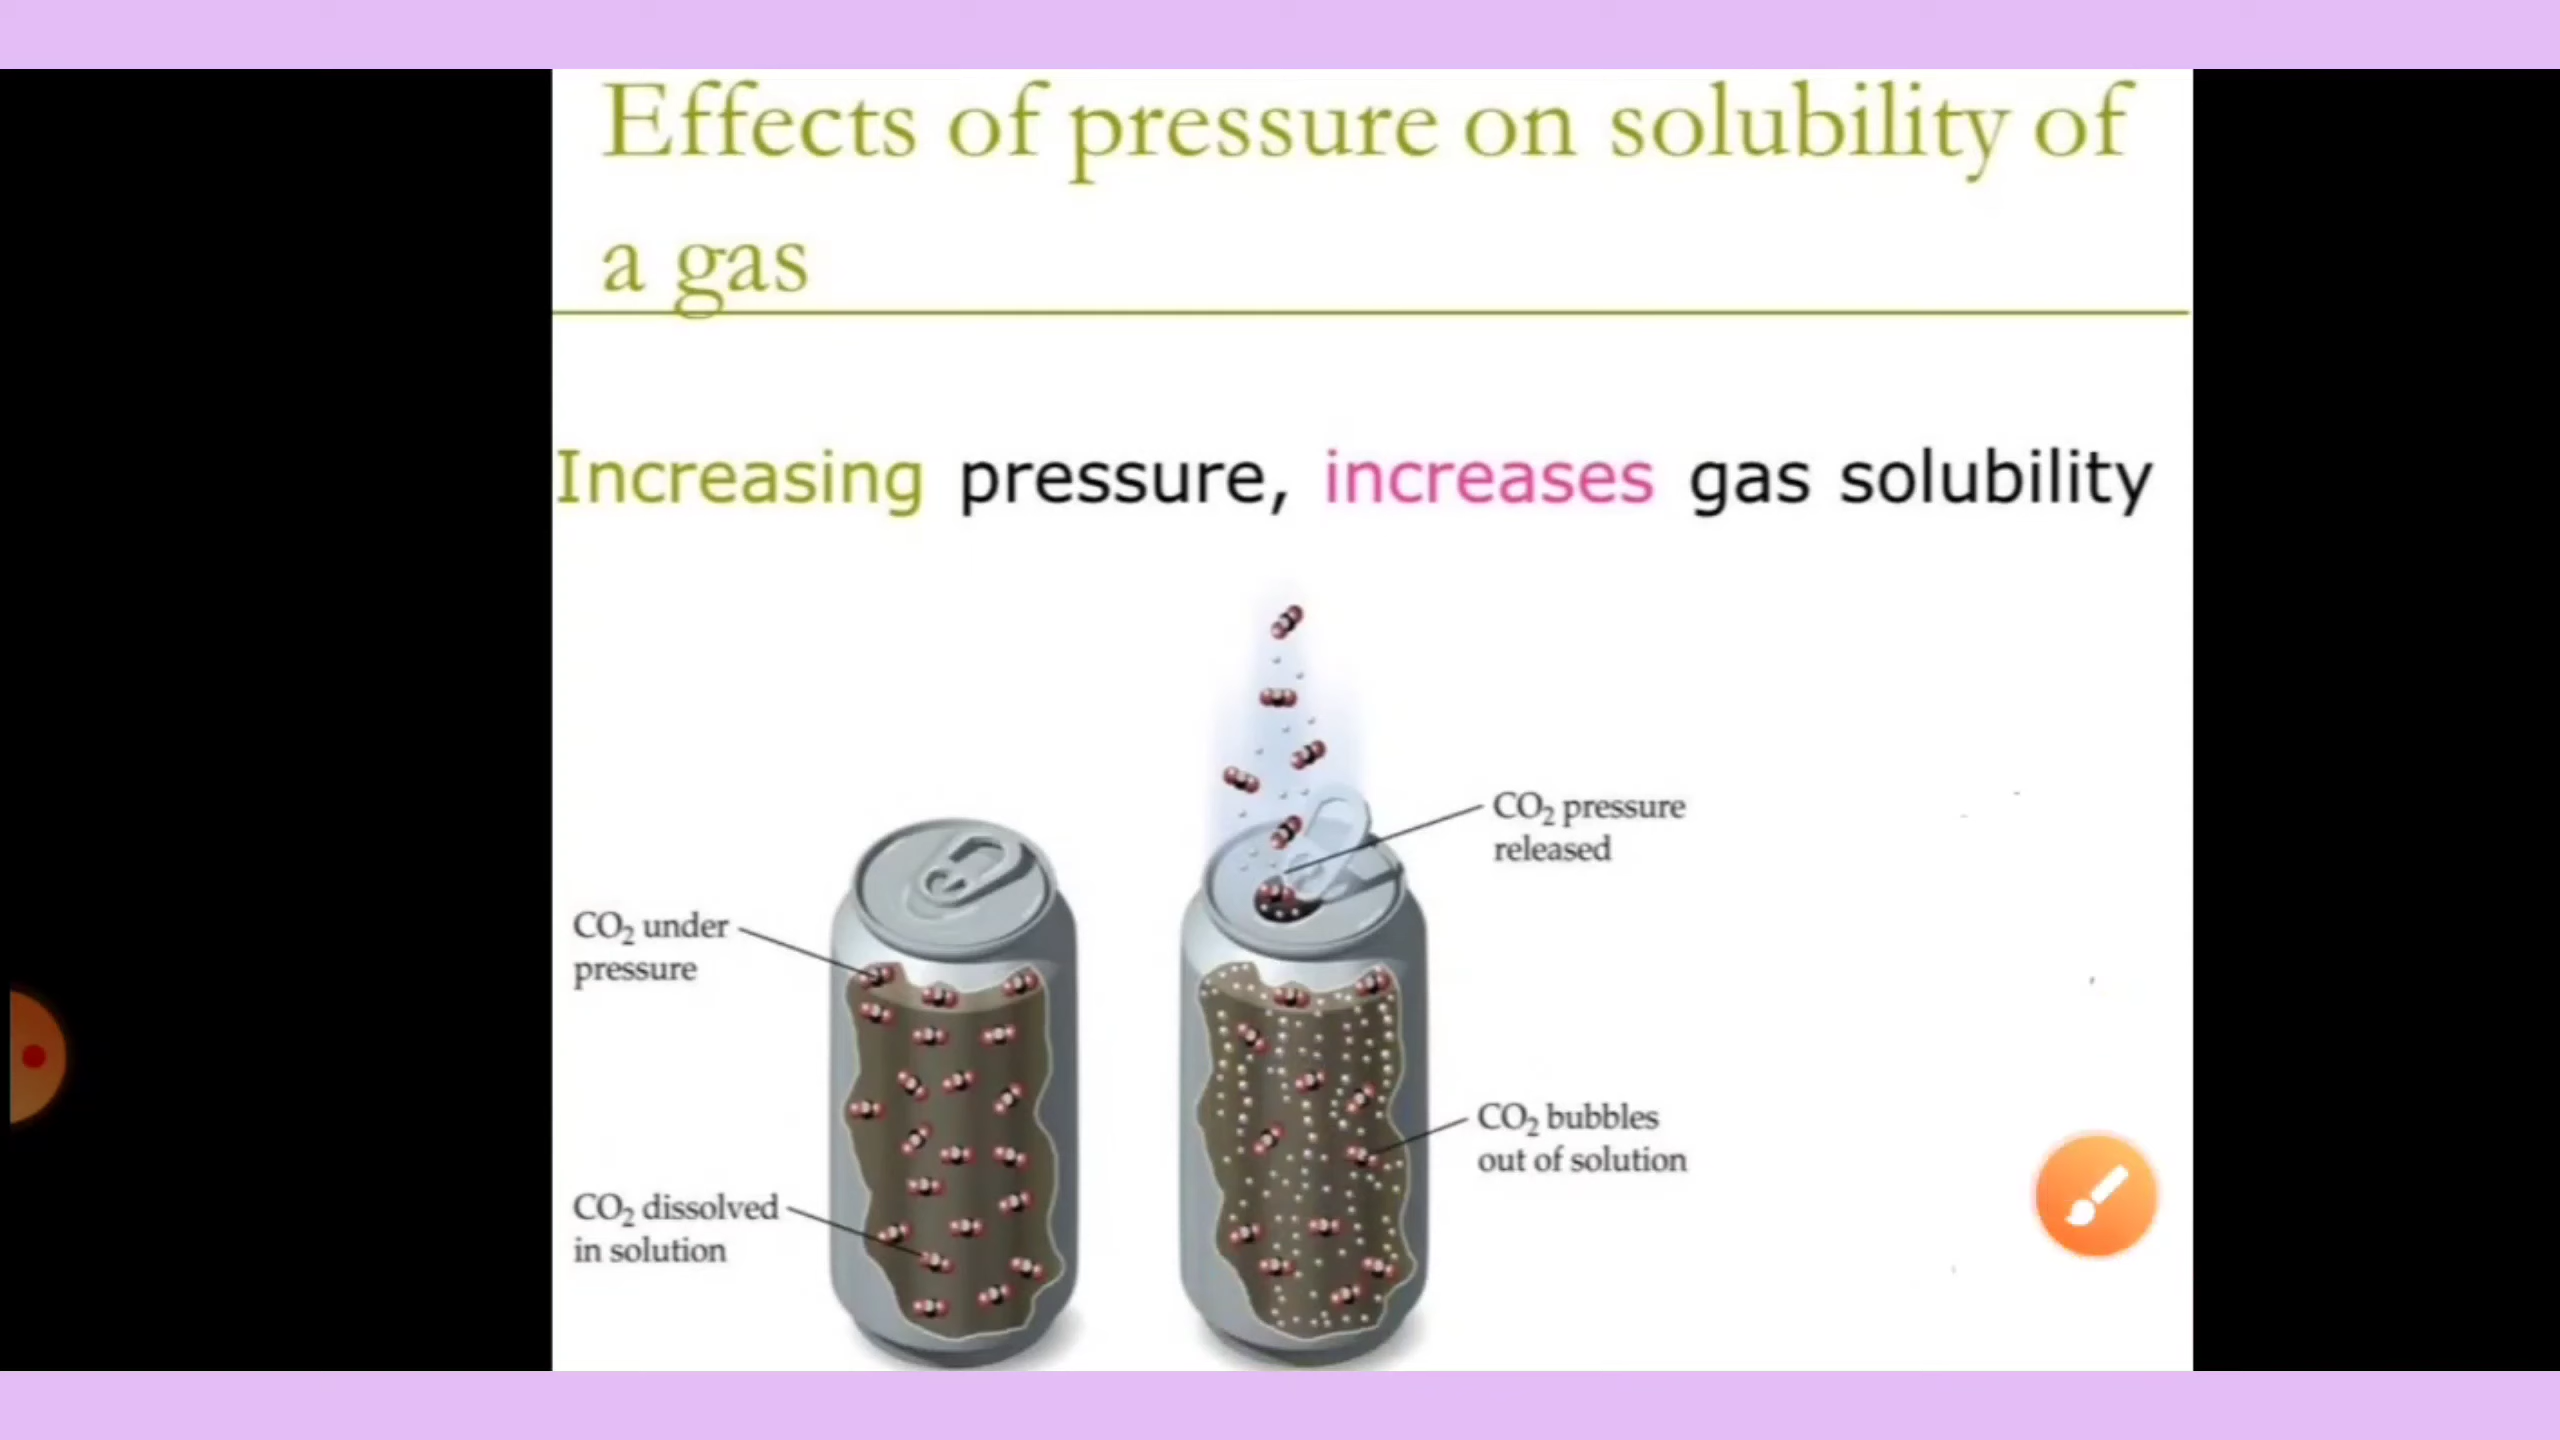 Effects of pressure on solubility of
a gas
Increasing pressure, increases gas solubility
CO₂ pressure
released
CO₂ under
pressure
CO₂ bubbles
out of solution
CO₂ dissolved
in solution